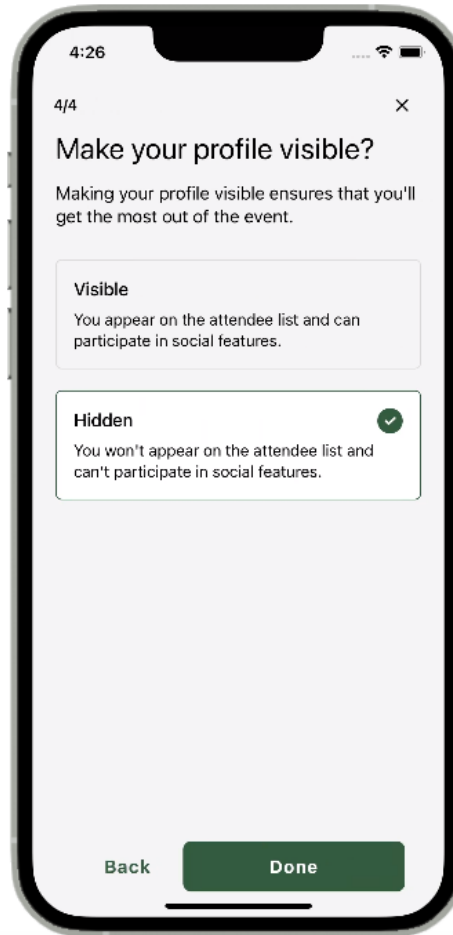 4:26
4/4
Make your profile visible?
Making your profile visible ensures that you'll
get the most out of the event.
Visible
You appear on the attendee list and can
participate in social features.
Hidden
You won't appear on the attendee list and
can't participate in social features.
Back
Done